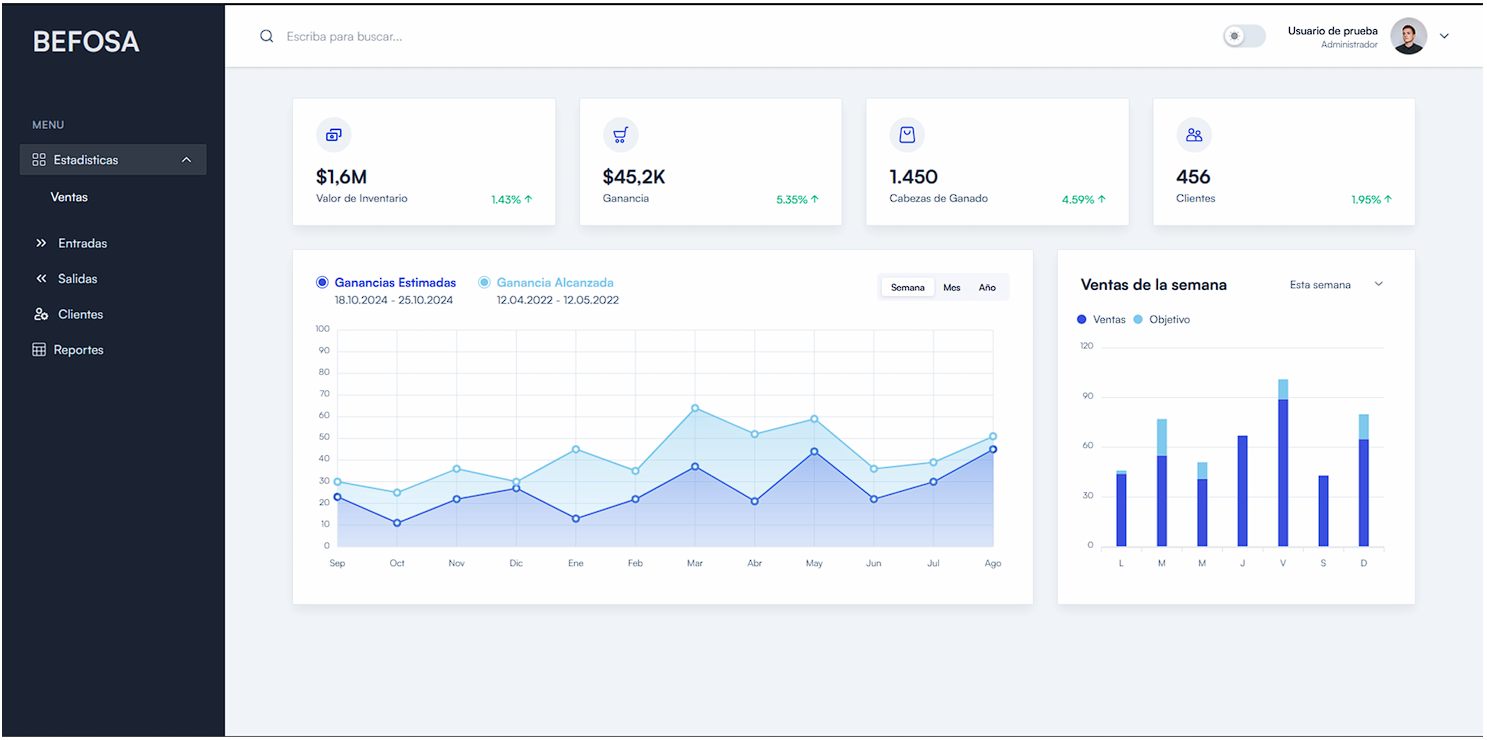 BEFOSA
Escriba para buscar...
Usuario de prueba
Administrador
MENU
Estadisticas
Ventas
Entradas
Salidas
Clientes
Reportes
$1,6M
Valor de Inventario
1.43%
$45,2K
Ganancia
5.35%
1.450
Cabezas de Ganado
4.59%
456
Clientes
1.95%
Ganancias Estimadas
18.10.2024 - 25.10.2024
Ganancia Alcanzada
12.04.2022 - 12.05.2022
Semana Mes Año
100
90
80
70
60
50
40
30
20
10
0
Sep Oct Nov Dic Ene Feb Mar Abr May Jun Jul Ago
Ventas de la semana
Esta semana
Ventas Objetivo
120
90
60
30
0
L M M J V S D